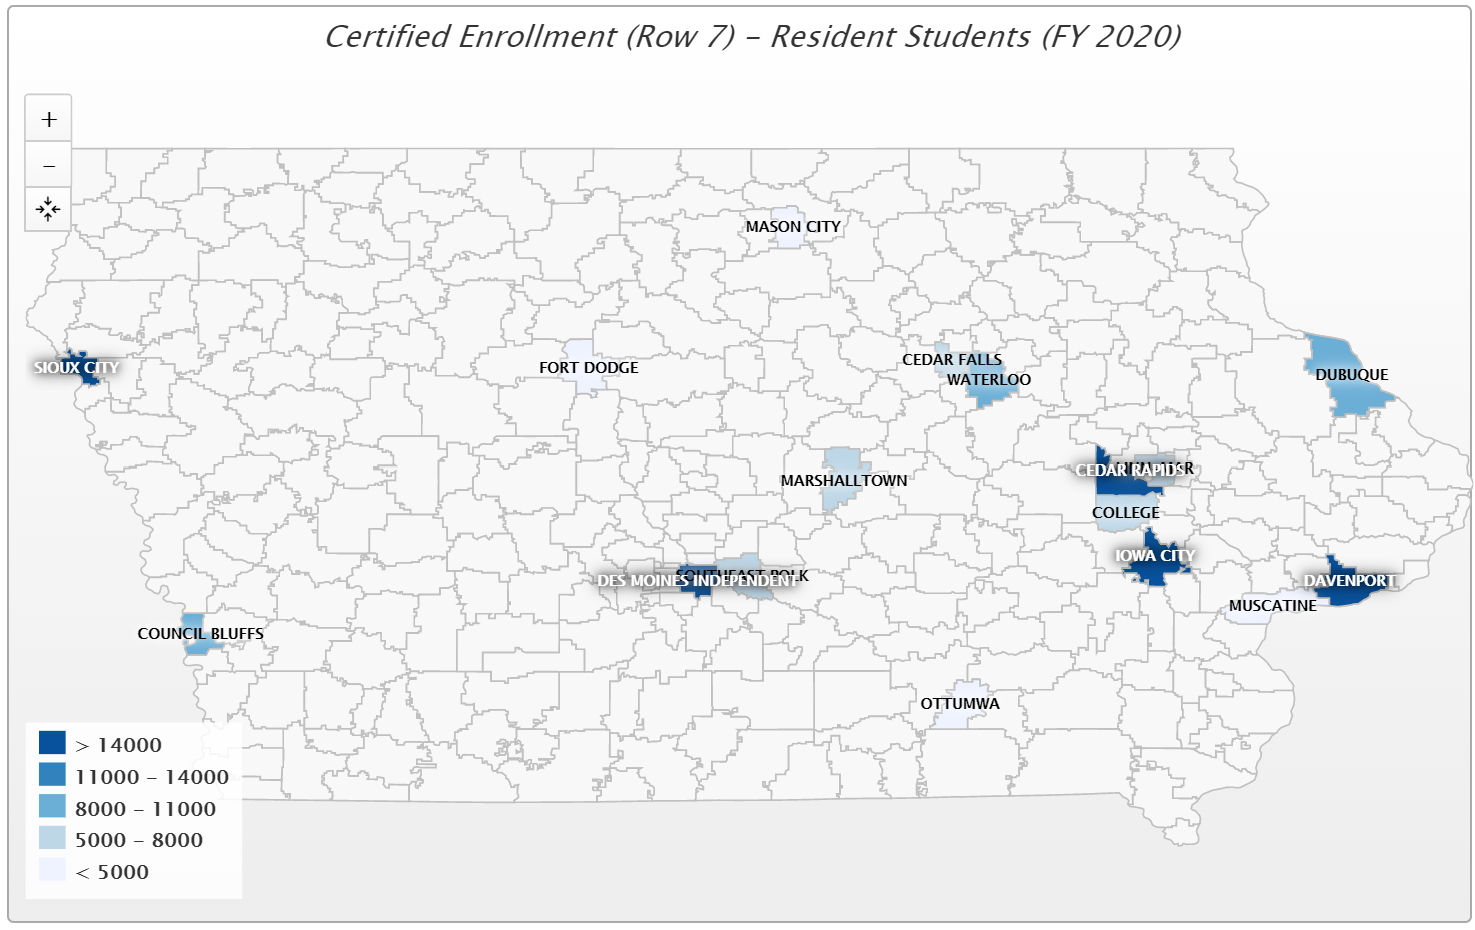 Certified Enrollment (Row 7) – Resident Students (FY 2020)
+
–
MASON CITY
SIOUX CITY
FORT DODGE
CEDAR FALLS
WATERLOO
DUBUQUE
CEDAR RAPIDS
MARSHALLTOWN
COLLEGE
IOWA CITY
SOUTHEAST POLK
DES MOINES INDEPENDENT
DAVENPORT
MUSCATINE
COUNCIL BLUFFS
OTTUMWA
> 14000
11000 – 14000
8000 – 11000
5000 – 8000
< 5000